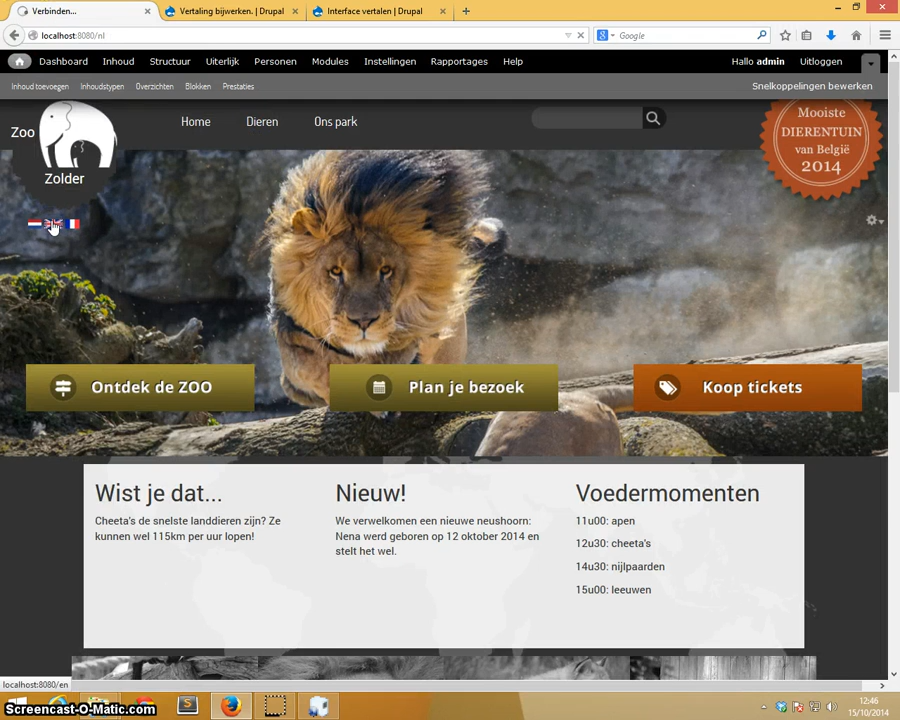 Verbinden...
Vertaling bijwerken. | Drupal
Interface vertalen | Drupal
localhost:8080/nl
Google
Dashboard
Inhoud
Structuur
Uiterlijk
Personen
Modules
Instellingen
Rapportages
Help
Hallo admin
Uitloggen
Inhoud toevoegen
Inhoudstypen
Overzichten
Blokken
Prestaties
Snelkoppelingen bewerken
Zoo
Zolder
Home
Dieren
Ons park
Mooiste
DIERENTUIN
van België
2014
Ontdek de ZOO
Plan je bezoek
Koop tickets
Wist je dat...
Cheeta's de snelste landdieren zijn? Ze
kunnen wel 115km per uur lopen!
Nieuw!
We verwelkomen een nieuwe neushoorn:
Nena werd geboren op 12 oktober 2014 en
stelt het wel.
Voedermomenten
11u00: apen
12u30: cheeta's
14u30: nijlpaarden
15u00: leeuwen
localhost:8080/en
Screencast-O-Matic.com
12:46
15/10/2014